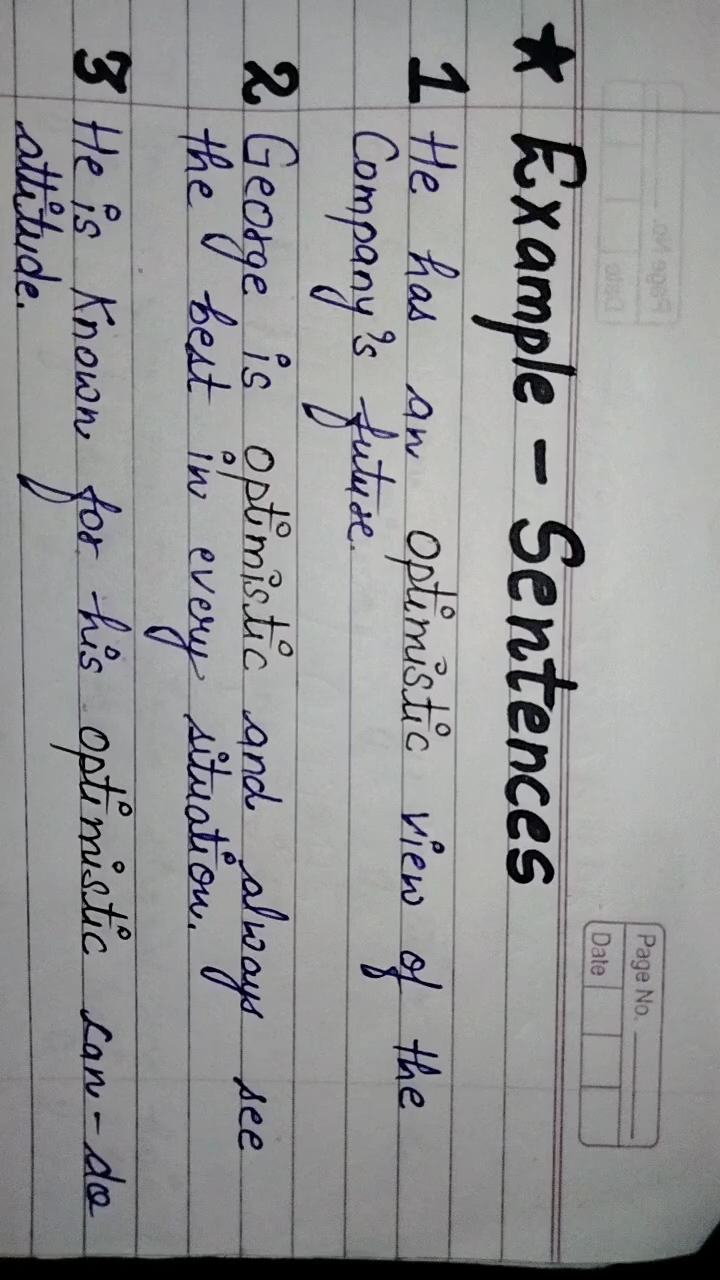 Page No.
Date
★ Example - Sentences
1 He has an optimistic view of the
Company's future.
2 George is optimistic and always see
the best in every situation.
3 He is Known for his optimistic can-do
attitude.